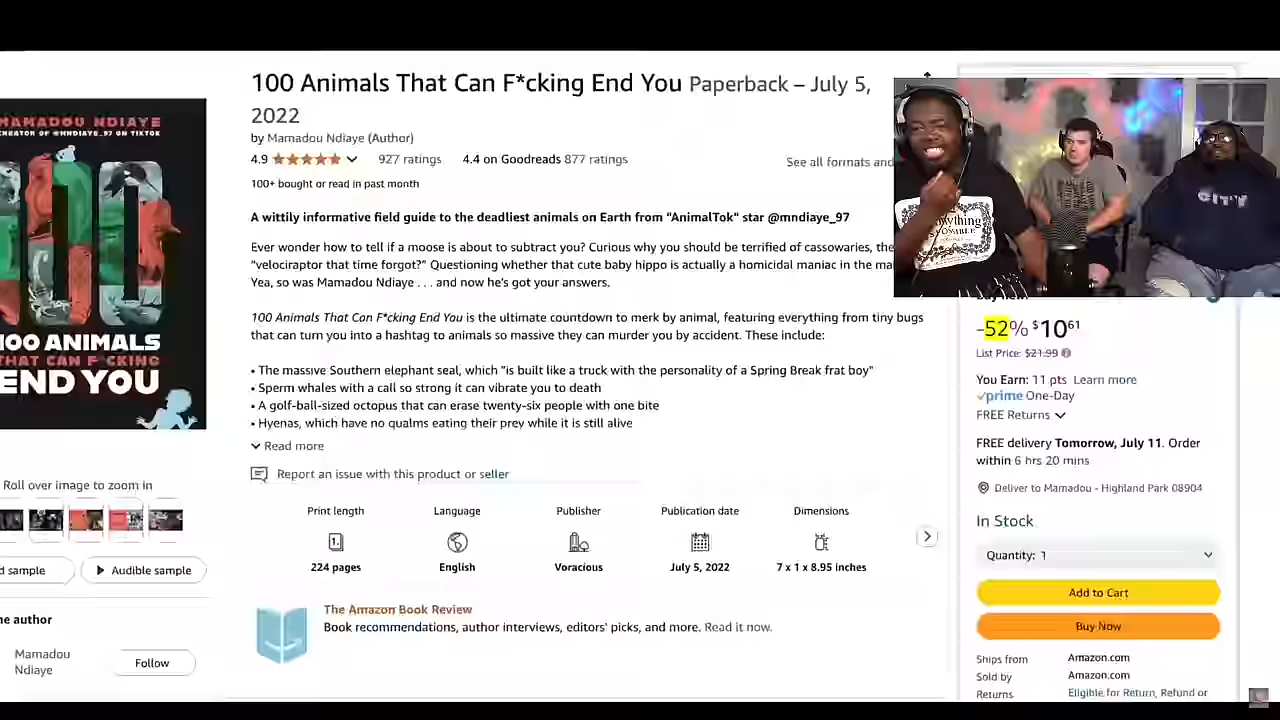 MAMADOU NDIAYE
CREATOR OF @MNDIAYE_97 ON TIKTOK
100 ANIMALS
THAT CAN F*CKING
END YOU
Roll over image to zoom in
d sample
Audible sample
he author
Mamadou
Ndiaye
Follow
100 Animals That Can F*cking End You Paperback – July 5,
2022
by Mamadou Ndiaye (Author)
4.9 927 ratings 4.4 on Goodreads 877 ratings
See all formats and
100+ bought or read in past month
A wittily informative field guide to the deadliest animals on Earth from "AnimalTok" star @mndiaye_97
Ever wonder how to tell if a moose is about to subtract you? Curious why you should be terrified of cassowaries, the
"velociraptor that time forgot?" Questioning whether that cute baby hippo is actually a homicidal maniac in the ma
Yea, so was Mamadou Ndiaye . . . and now he's got your answers.
100 Animals That Can F*cking End You is the ultimate countdown to merk by animal, featuring everything from tiny bugs
that can turn you into a hashtag to animals so massive they can murder you by accident. These include:
• The massive Southern elephant seal, which "is built like a truck with the personality of a Spring Break frat boy"
• Sperm whales with a call so strong it can vibrate you to death
• A golf-ball-sized octopus that can erase twenty-six people with one bite
• Hyenas, which have no qualms eating their prey while it is still alive
Read more
Report an issue with this product or seller
Print length
Language
Publisher
Publication date
Dimensions
224 pages
English
Voracious
July 5, 2022
7 x 1 x 8.95 inches
The Amazon Book Review
Book recommendations, author interviews, editors' picks, and more. Read it now.
CITY
-52% $10 61
List Price: $21.99
You Earn: 11 pts Learn more
prime One-Day
FREE Returns
FREE delivery Tomorrow, July 11. Order
within 6 hrs 20 mins
Deliver to Mamadou - Highland Park 08904
In Stock
Quantity: 1
Add to Cart
Buy Now
Ships from Amazon.com
Sold by Amazon.com
Returns Eligible for Return, Refund or